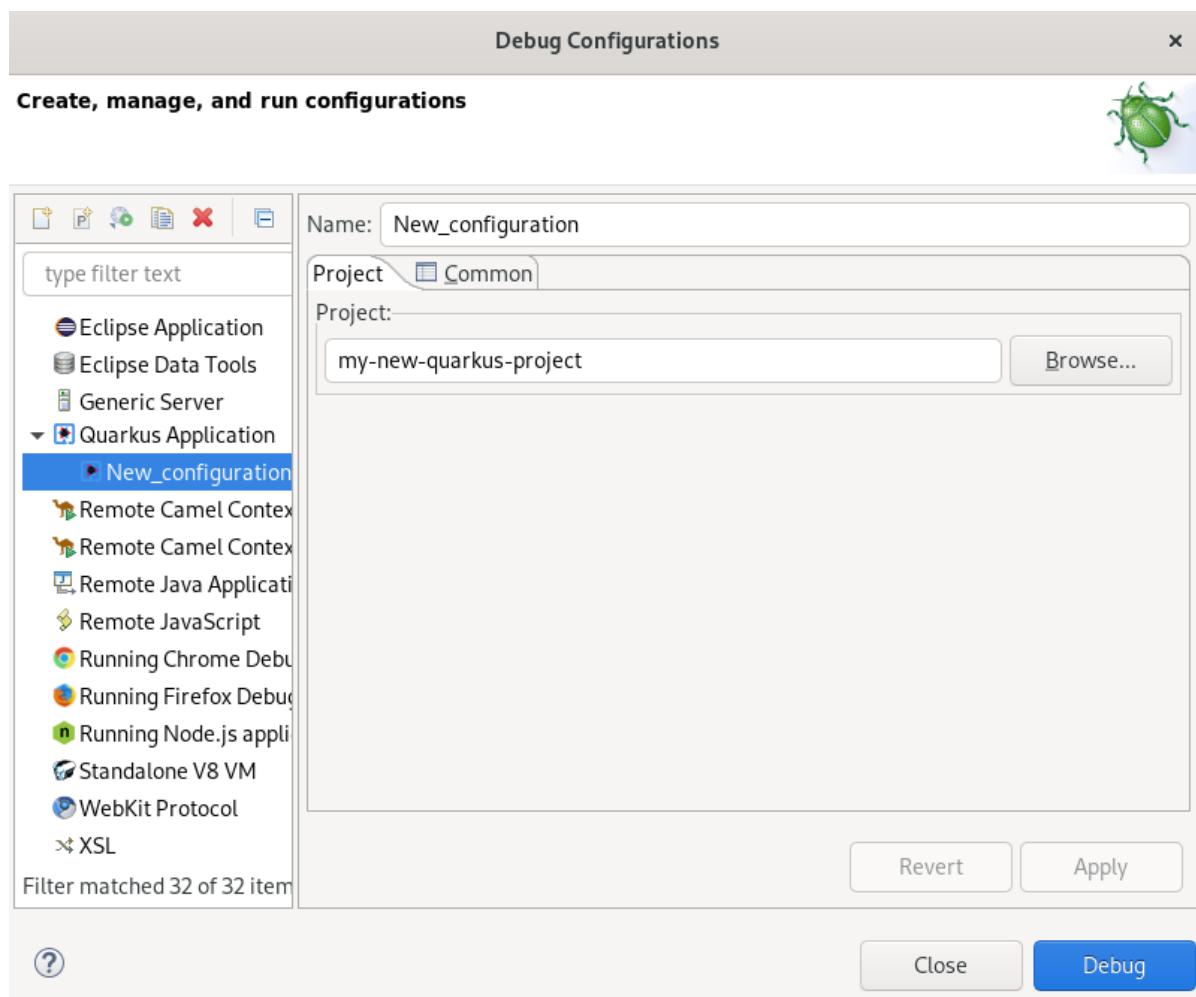 Debug Configurations
Create, manage, and run configurations
Name: New_configuration
type filter text
Project
Common
Project:
my-new-quarkus-project
Browse...
Eclipse Application
Eclipse Data Tools
Generic Server
Quarkus Application
New_configuration
Remote Camel Contex
Remote Camel Contex
Remote Java Applicati
Remote JavaScript
Running Chrome Debu
Running Firefox Debug
Running Node.js appli
Standalone V8 VM
WebKit Protocol
XSL
Filter matched 32 of 32 item
Revert
Apply
Close
Debug